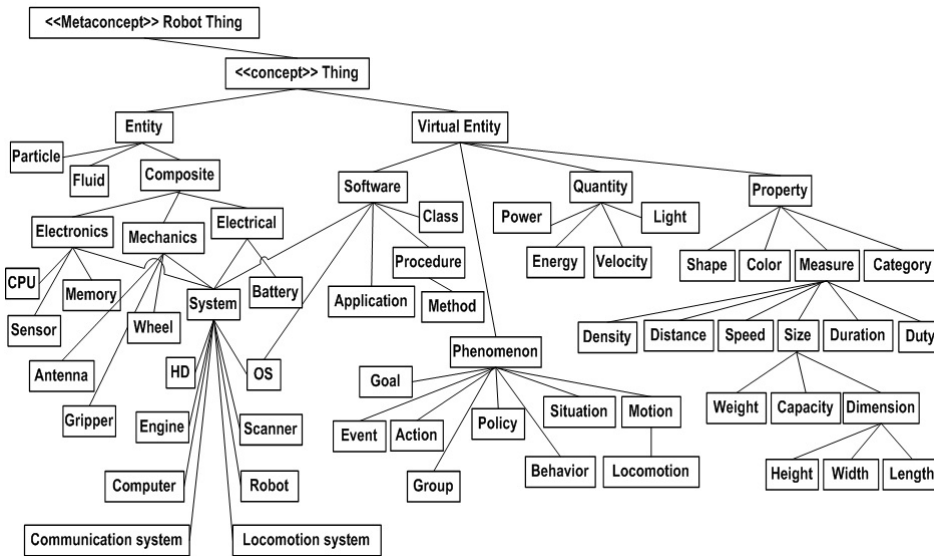 <<Metaconcept>> Robot Thing
<<concept>> Thing
Entity
Virtual Entity
Particle
Fluid
Composite
Software
Quantity
Property
Electronics
Mechanics
Electrical
Class
Power
Light
CPU
Memory
Sensor
Wheel
System
Battery
Application
Procedure
Method
Energy
Velocity
Shape
Color
Measure
Category
Antenna
Gripper
HD
OS
Density
Distance
Speed
Size
Duration
Duty
Phenomenon
Goal
Event
Action
Policy
Situation
Motion
Weight
Capacity
Dimension
Engine
Scanner
Group
Behavior
Locomotion
Height
Width
Length
Computer
Robot
Communication system
Locomotion system